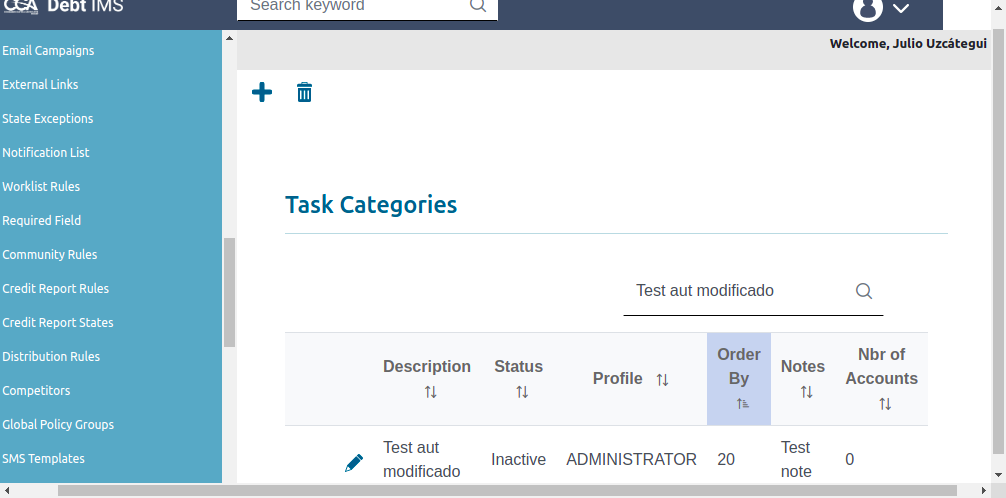 CCA Debt IMS
Search keyword
Welcome, Julio Uzcátegui
Email Campaigns
External Links
State Exceptions
Notification List
Worklist Rules
Required Field
Community Rules
Credit Report Rules
Credit Report States
Distribution Rules
Competitors
Global Policy Groups
SMS Templates
Task Categories
Test aut modificado
Description
Status
Profile
Order
By
Notes
Nbr of
Accounts
Test aut
modificado
Inactive
ADMINISTRATOR
20
Test
note
0